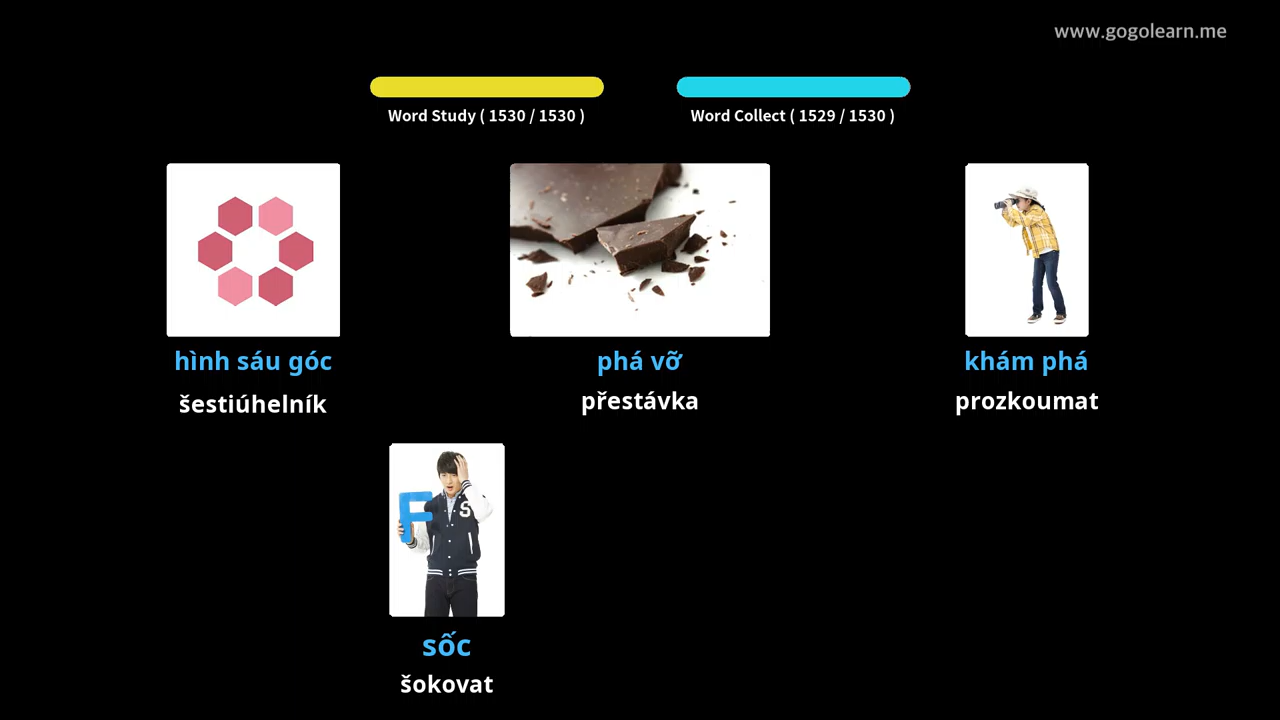 www.gogolearn.me
Word Study ( 1530 / 1530 )
Word Collect ( 1529 / 1530 )
hình sáu góc
phá vỡ
khám phá
šestiúhelník
přestávka
prozkoumat
F
S
sốc
šokovat